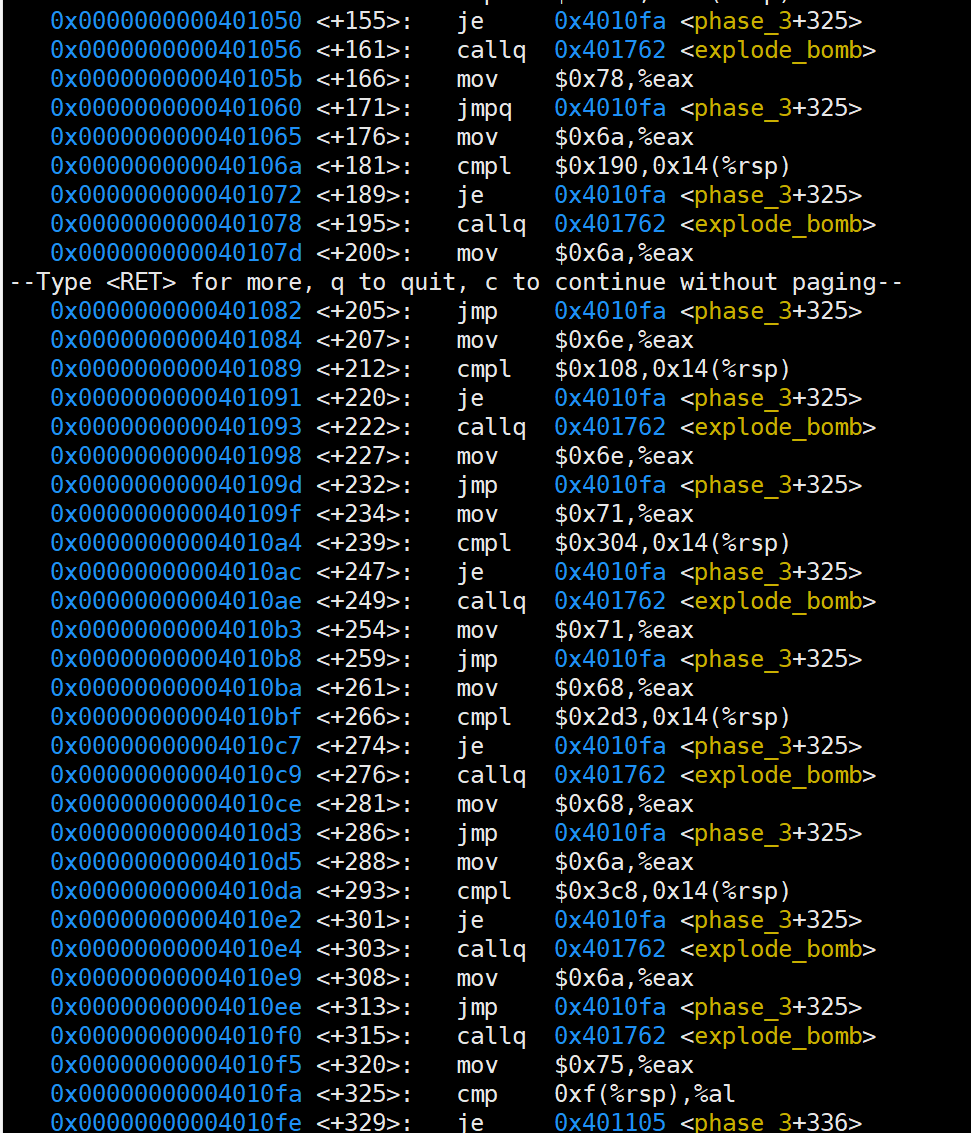 0x0000000000401050 <+155>: je 0x4010fa <phase_3+325>
0x0000000000401056 <+161>: callq 0x401762 <explode_bomb>
0x000000000040105b <+166>: mov $0x78,%eax
0x0000000000401060 <+171>: jmpq 0x4010fa <phase_3+325>
0x0000000000401065 <+176>: mov $0x6a,%eax
0x000000000040106a <+181>: cmpl $0x190,0x14(%rsp)
0x0000000000401072 <+189>: je 0x4010fa <phase_3+325>
0x0000000000401078 <+195>: callq 0x401762 <explode_bomb>
0x000000000040107d <+200>: mov $0x6a,%eax
--Type <RET> for more, q to quit, c to continue without paging--
0x0000000000401082 <+205>: jmp 0x4010fa <phase_3+325>
0x0000000000401084 <+207>: mov $0x6e,%eax
0x0000000000401089 <+212>: cmpl $0x108,0x14(%rsp)
0x0000000000401091 <+220>: je 0x4010fa <phase_3+325>
0x0000000000401093 <+222>: callq 0x401762 <explode_bomb>
0x0000000000401098 <+227>: mov $0x6e,%eax
0x000000000040109d <+232>: jmp 0x4010fa <phase_3+325>
0x000000000040109f <+234>: mov $0x71,%eax
0x00000000004010a4 <+239>: cmpl $0x304,0x14(%rsp)
0x00000000004010ac <+247>: je 0x4010fa <phase_3+325>
0x00000000004010ae <+249>: callq 0x401762 <explode_bomb>
0x00000000004010b3 <+254>: mov $0x71,%eax
0x00000000004010b8 <+259>: jmp 0x4010fa <phase_3+325>
0x00000000004010ba <+261>: mov $0x68,%eax
0x00000000004010bf <+266>: cmpl $0x2d3,0x14(%rsp)
0x00000000004010c7 <+274>: je 0x4010fa <phase_3+325>
0x00000000004010c9 <+276>: callq 0x401762 <explode_bomb>
0x00000000004010ce <+281>: mov $0x68,%eax
0x00000000004010d3 <+286>: jmp 0x4010fa <phase_3+325>
0x00000000004010d5 <+288>: mov $0x6a,%eax
0x00000000004010da <+293>: cmpl $0x3c8,0x14(%rsp)
0x00000000004010e2 <+301>: je 0x4010fa <phase_3+325>
0x00000000004010e4 <+303>: callq 0x401762 <explode_bomb>
0x00000000004010e9 <+308>: mov $0x6a,%eax
0x00000000004010ee <+313>: jmp 0x4010fa <phase_3+325>
0x00000000004010f0 <+315>: callq 0x401762 <explode_bomb>
0x00000000004010f5 <+320>: mov $0x75,%eax
0x00000000004010fa <+325>: cmp 0xf(%rsp),%al
0x00000000004010fe <+329>: je 0x401105 <phase_3+336>